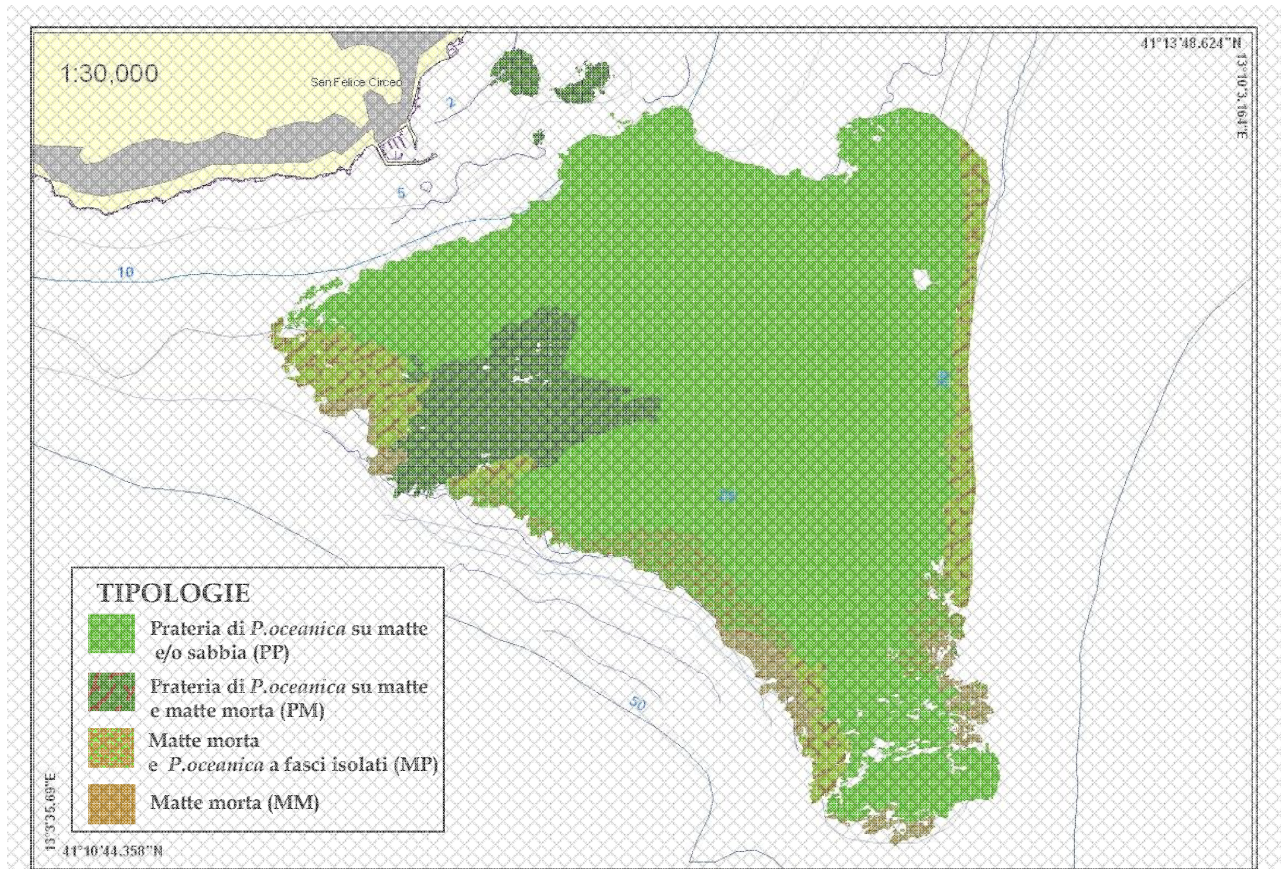 41°13'48.624"N
13°10'3.164"E
1:30,000
San Felice Circeo
2
5
10
25
50
TIPOLOGIE
Prateria di P.oceanica su matte
e/o sabbia (PP)
Prateria di P.oceanica su matte
e matte morta (PM)
Matte morta
e P.oceanica a fasci isolati (MP)
Matte morta (MM)
13°3'35.69"E
41°10'44.358"N